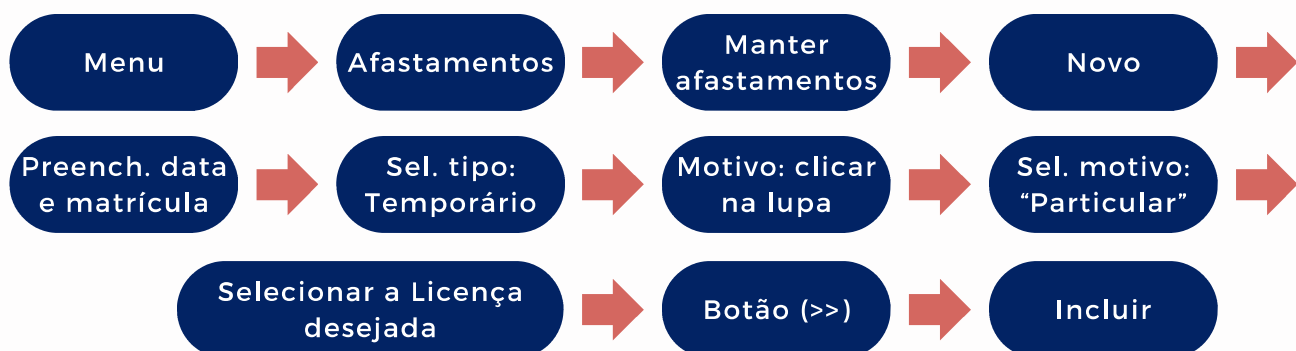 Menu
Afastamentos
Manter
afastamentos
Novo
Preench. data
e matrícula
Sel. tipo:
Temporário
Motivo: clicar
na lupa
Sel. motivo:
“Particular”
Selecionar a Licença
desejada
Botão (>>)
Incluir